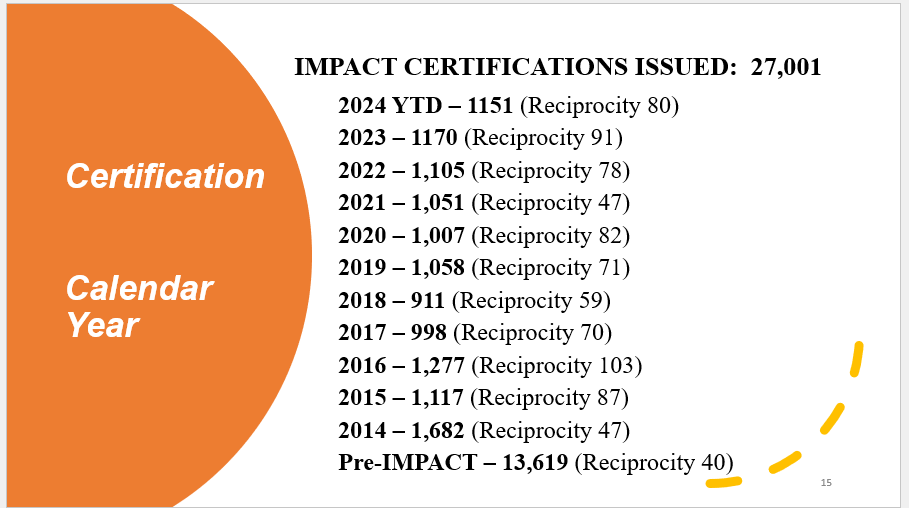 Certification
Calendar
Year
IMPACT CERTIFICATIONS ISSUED:  27,001
2024 YTD – 1151 (Reciprocity 80)
2023 – 1170 (Reciprocity 91)
2022 – 1,105 (Reciprocity 78)
2021 – 1,051 (Reciprocity 47)
2020 – 1,007 (Reciprocity 82)
2019 – 1,058 (Reciprocity 71)
2018 – 911 (Reciprocity 59)
2017 – 998 (Reciprocity 70)
2016 – 1,277 (Reciprocity 103)
2015 – 1,117 (Reciprocity 87)
2014 – 1,682 (Reciprocity 47)
Pre-IMPACT – 13,619 (Reciprocity 40)
15